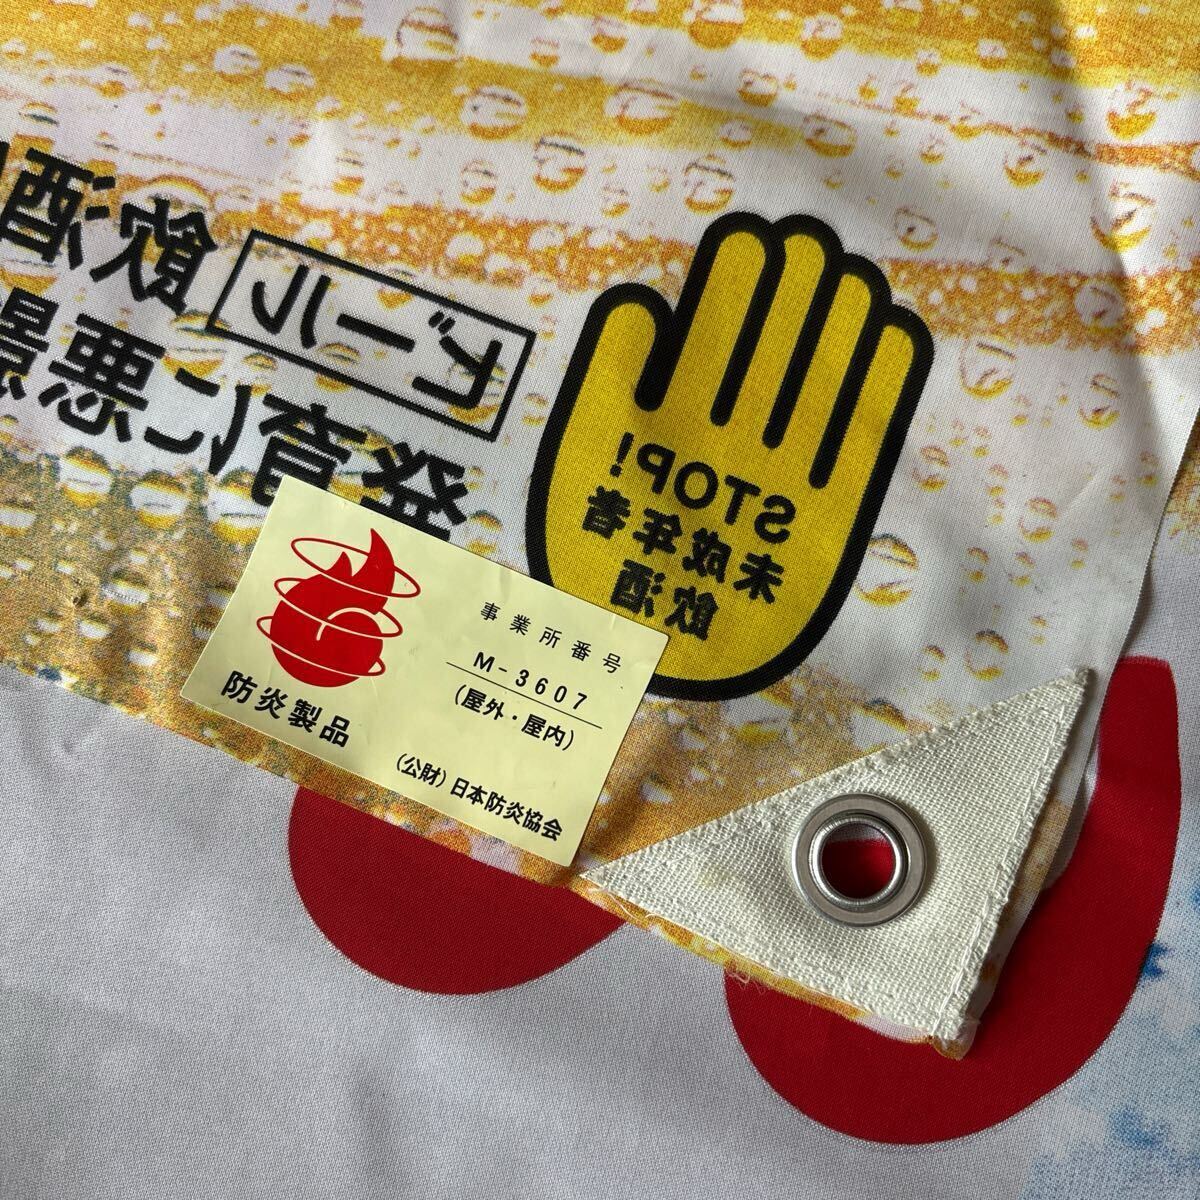 ビール
飲酒
発育に悪影
STOP!
未成年者
飲酒
事業所番号
M-3607
(屋外・屋内)
防炎製品
(公財)日本防炎協会